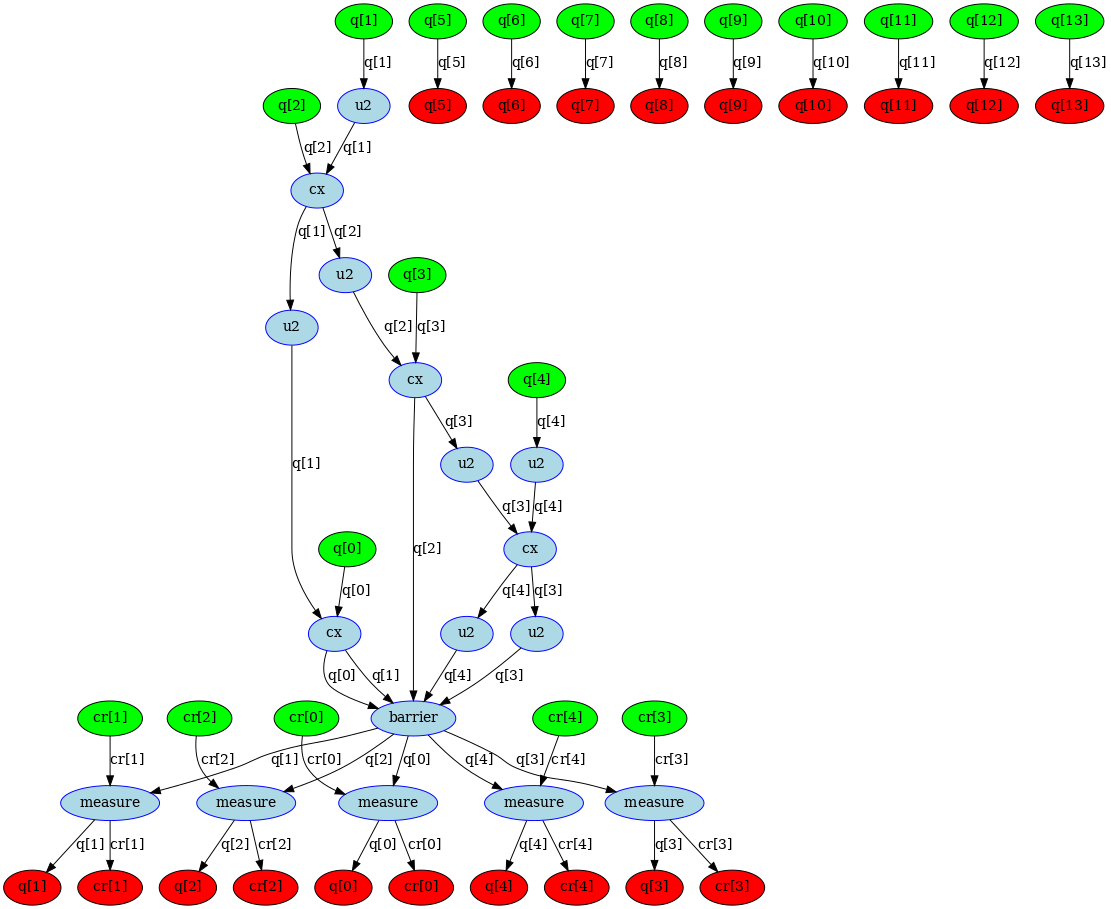 q[1] q[5] q[6] q[7] q[8] q[9] q[10] q[11] q[12] q[13]
q[1] q[5] q[6] q[7] q[8] q[9] q[10] q[11] q[12] q[13]
q[2] u2 q[5] q[6] q[7] q[8] q[9] q[10] q[11] q[12] q[13]
q[2] q[1]
cx
q[1] q[2]
u2 q[3]
u2 q[2] q[3]
cx q[4]
q[3] q[4]
q[1] u2 u2
q[3] q[4]
q[0] q[2] cx
q[0] q[4] q[3]
cx u2 u2
q[0] q[1] q[4] q[3]
cr[1] cr[2] cr[0] barrier cr[4] cr[3]
cr[1] q[1] cr[2] cr[0] q[2] q[0] q[4] q[3] cr[4] cr[3]
measure measure measure measure measure
q[1] cr[1] q[2] cr[2] q[0] cr[0] q[4] cr[4] q[3] cr[3]
q[1] cr[1] q[2] cr[2] q[0] cr[0] q[4] cr[4] q[3] cr[3]